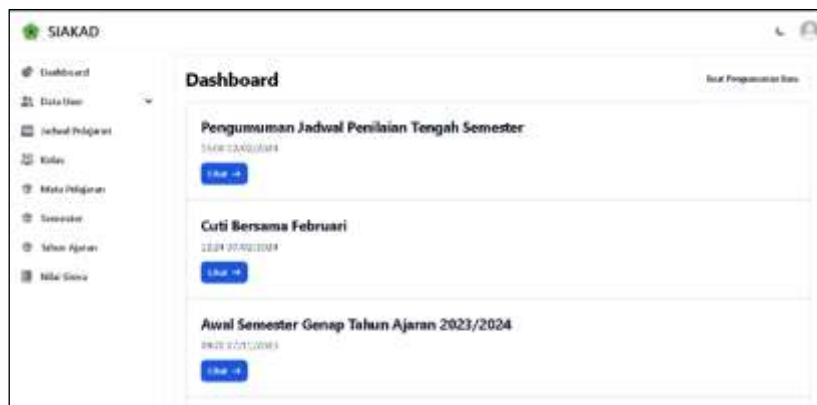 SIAKAD
Dashboard
Data User
Jadwal Pelajaran
Kelas
Mata Pelajaran
Semester
Tahun Ajaran
Nilai Siswa
Dashboard
Buat Pengumuman Baru
Pengumuman Jadwal Penilaian Tengah Semester
Lihat →
Cuti Bersama Februari
Lihat →
Awal Semester Genap Tahun Ajaran 2023/2024
Lihat →